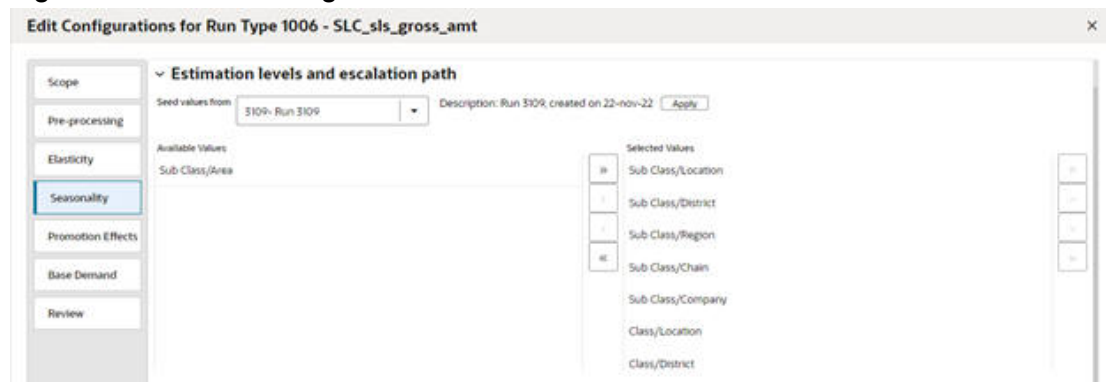 Edit Configurations for Run Type 1006 - SLC_sls_gross_amt
Scope
Pre-processing
Elasticity
Seasonality
Promotion Effects
Base Demand
Review
Estimation levels and escalation path
Seed values from
3109- Run 3109
Description: Run 3109, created on 22-nov-22
Apply
Available Values
Sub Class/Area
Selected Values
Sub Class/Location
Sub Class/District
Sub Class/Region
Sub Class/Chain
Sub Class/Company
Class/Location
Class/District